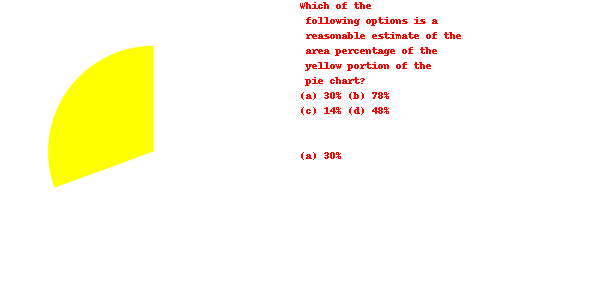 Which of the
following options is a
reasonable estimate of the
area percentage of the
yellow portion of the
pie chart?
(a) 30% (b) 78%
(c) 14% (d) 48%
(a) 30%